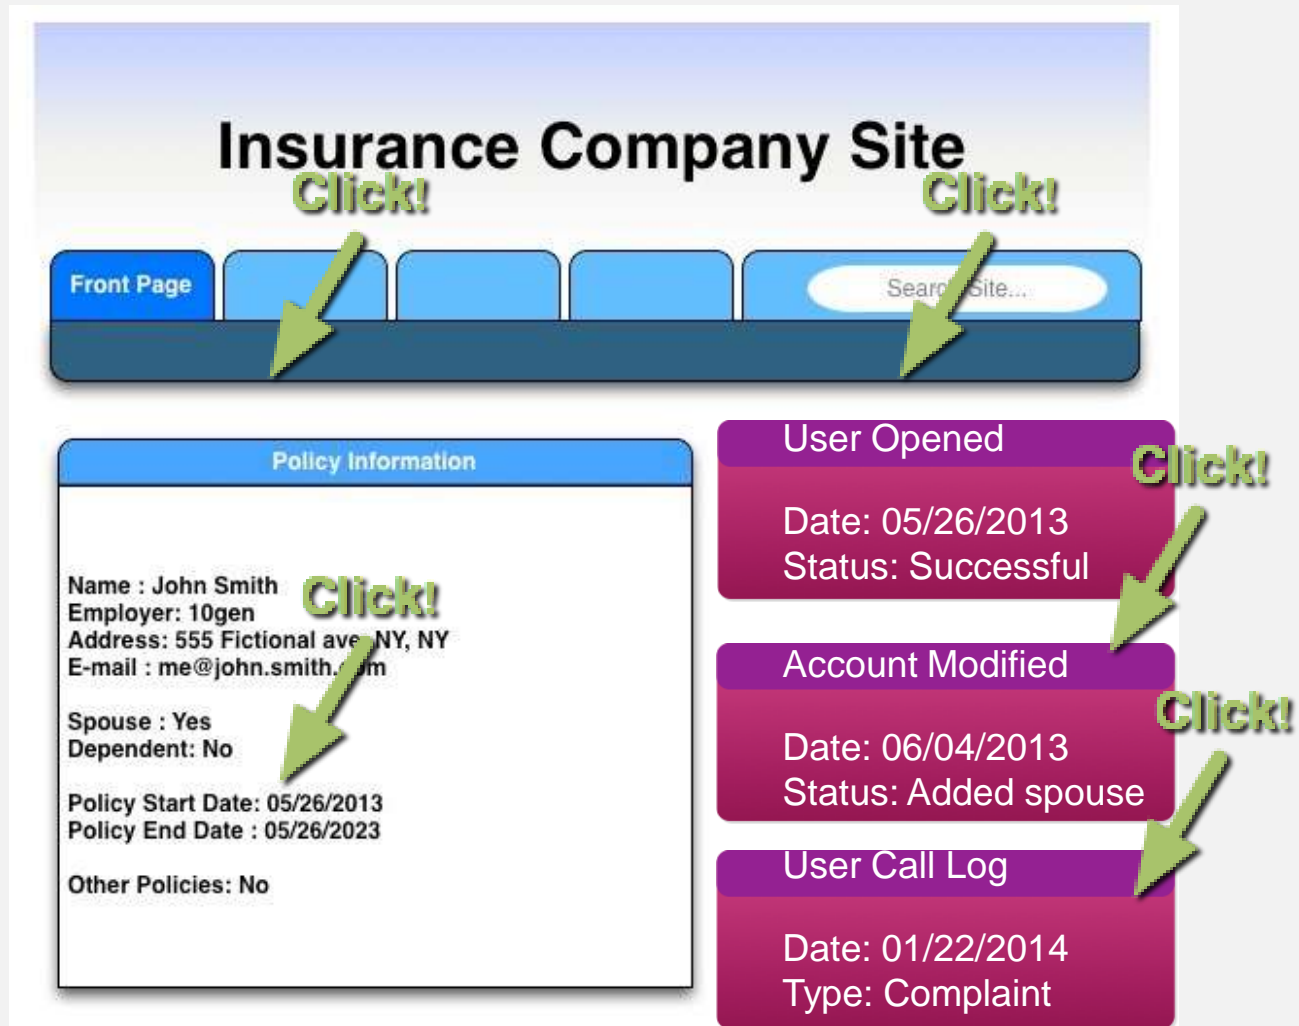 Insurance Company Site
Click!
Click!
Front Page
Search Site...
Policy Information
Name : John Smith
Employer: 10gen
Address: 555 Fictional ave, NY, NY
E-mail : me@john.smith.com
Spouse : Yes
Dependent: No
Policy Start Date: 05/26/2013
Policy End Date : 05/26/2023
Other Policies: No
Click!
User Opened
Date: 05/26/2013
Status: Successful
Click!
Account Modified
Date: 06/04/2013
Status: Added spouse
Click!
User Call Log
Date: 01/22/2014
Type: Complaint